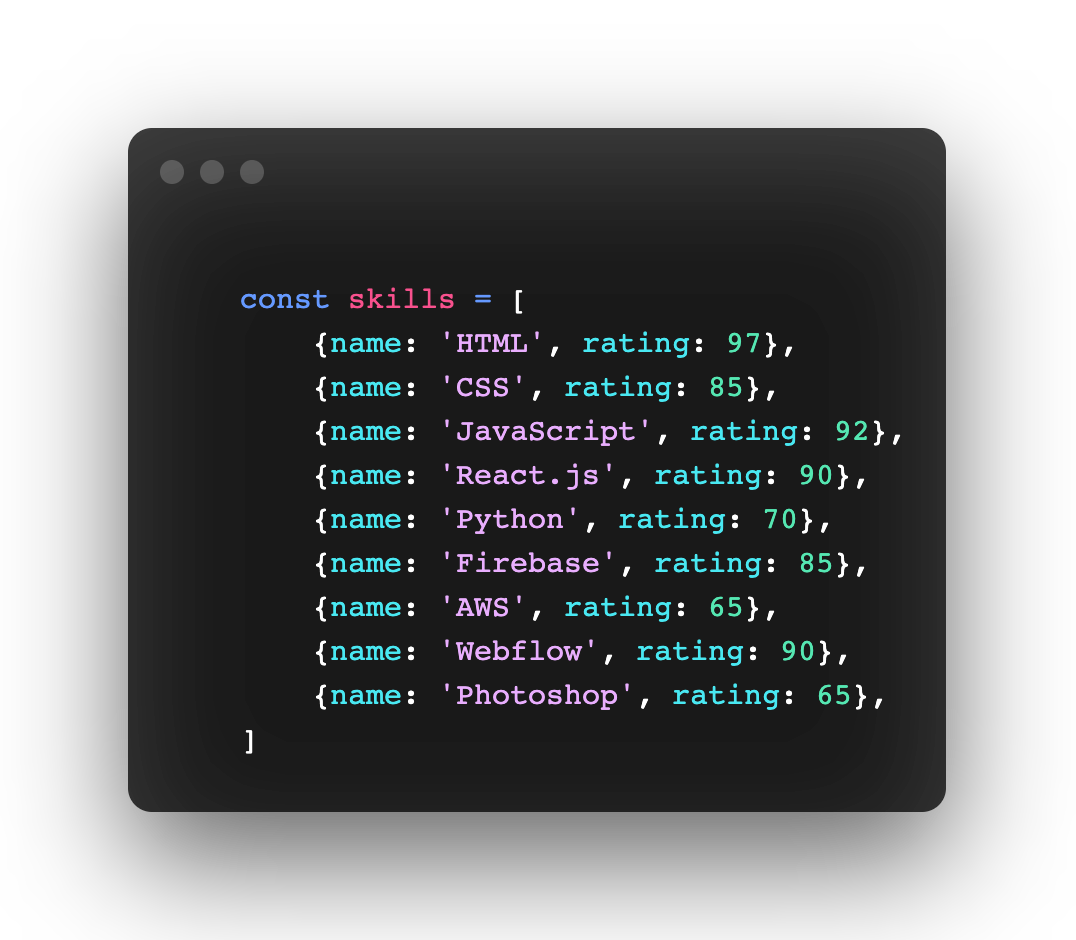 const skills = [
    {name: 'HTML', rating: 97},
    {name: 'CSS', rating: 85},
    {name: 'JavaScript', rating: 92},
    {name: 'React.js', rating: 90},
    {name: 'Python', rating: 70},
    {name: 'Firebase', rating: 85},
    {name: 'AWS', rating: 65},
    {name: 'Webflow', rating: 90},
    {name: 'Photoshop', rating: 65},
]